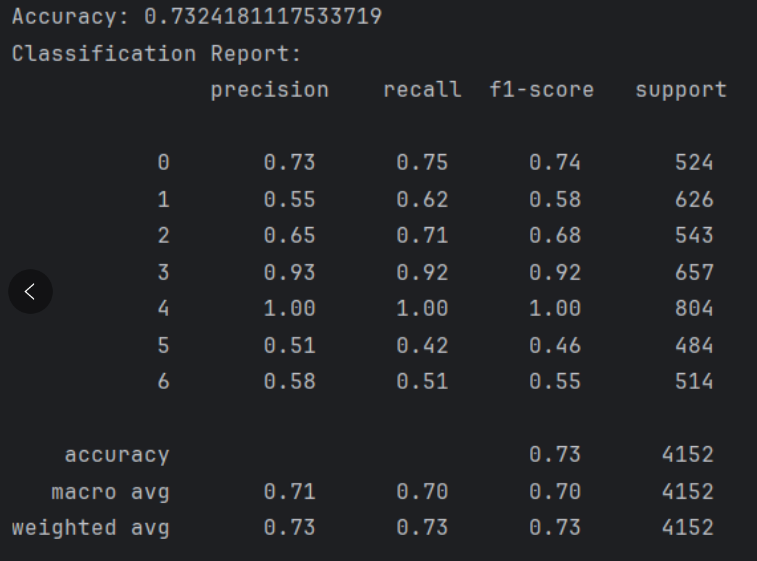 Accuracy: 0.7324181117533719
Classification Report:
precision recall f1-score support
0 0.73 0.75 0.74 524
1 0.55 0.62 0.58 626
2 0.65 0.71 0.68 543
3 0.93 0.92 0.92 657
4 1.00 1.00 1.00 804
5 0.51 0.42 0.46 484
6 0.58 0.51 0.55 514
accuracy 0.73 4152
macro avg 0.71 0.70 0.70 4152
weighted avg 0.73 0.73 0.73 4152